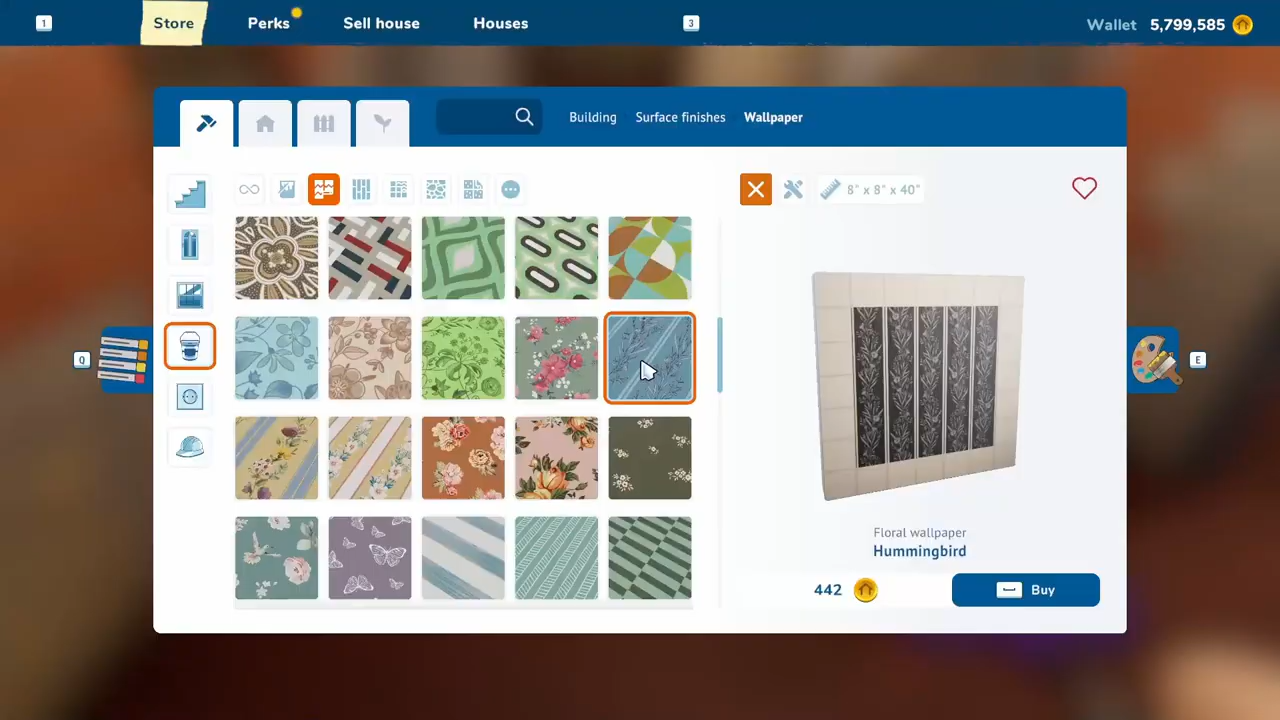 1 Store Perks Sell house Houses 3 Wallet 5,799,585
Building Surface finishes Wallpaper
8" x 8" x 40"
Q
E
Floral wallpaper
Hummingbird
442 Buy